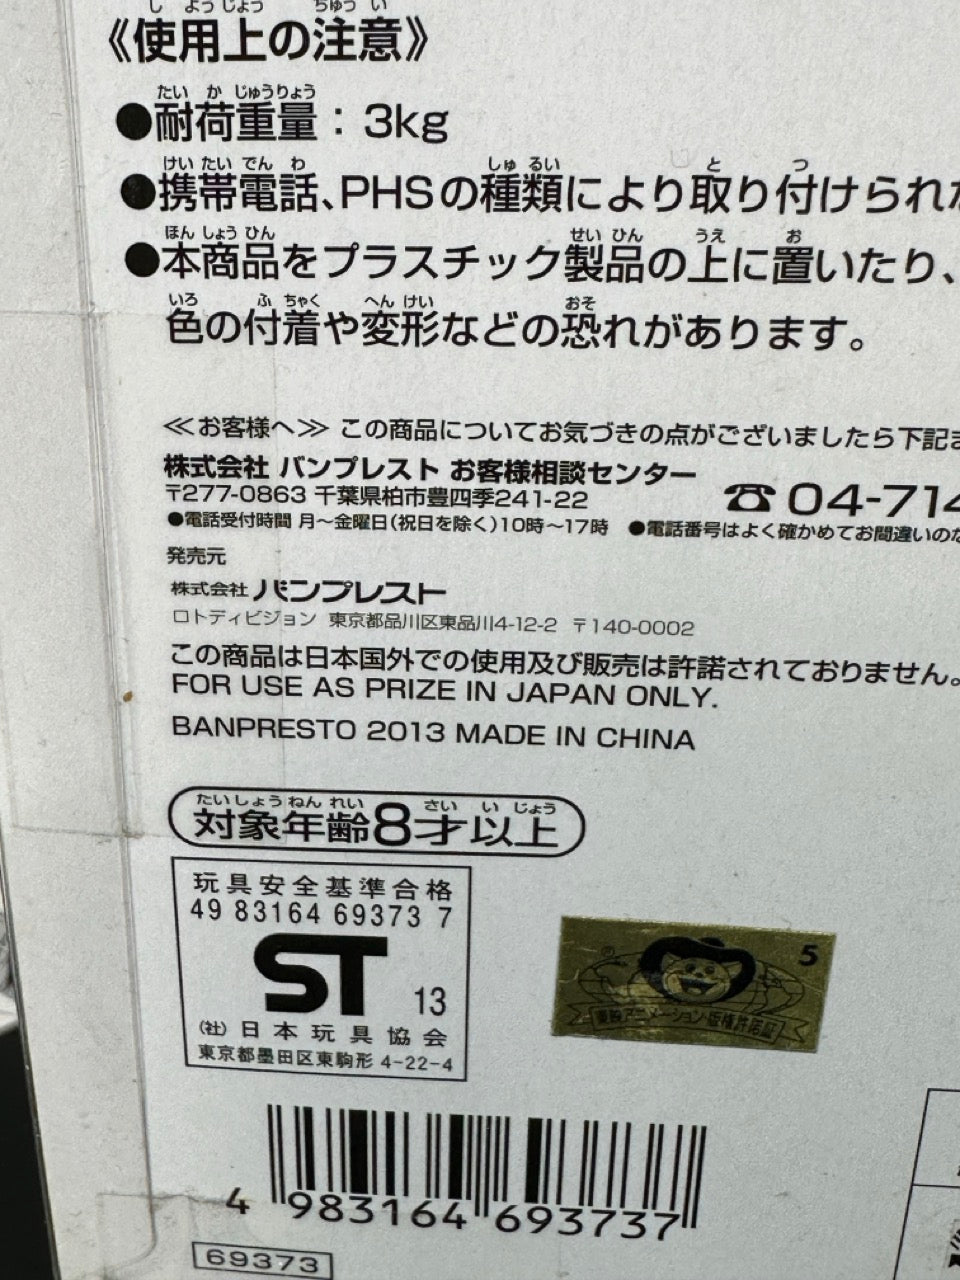 《使用上の注意》
●耐荷重量：3kg
●携帯電話、PHSの種類により取り付けられ
●本商品をプラスチック製品の上に置いたり、
色の付着や変形などの恐れがあります。
≪お客様へ≫ この商品についてお気づきの点がございましたら下記
株式会社 バンプレスト お客様相談センター
〒277-0863 千葉県柏市豊四季241-22
☎04-714
●電話受付時間 月〜金曜日(祝日を除く)10時〜17時 ●電話番号はよく確かめてお間違いの
発売元
株式会社 バンプレスト
ロトディビジョン 東京都品川区東品川4-12-2 〒140-0002
この商品は日本国外での使用及び販売は許諾されておりません。
FOR USE AS PRIZE IN JAPAN ONLY.
BANPRESTO 2013 MADE IN CHINA
対象年齢8才以上
玩具安全基準合格
49 83164 69373 7
ST 13
(社)日本玩具協会
東京都墨田区東駒形 4-22-4
5
東映アニメーション版権許諾証
4 983164 693737
69373